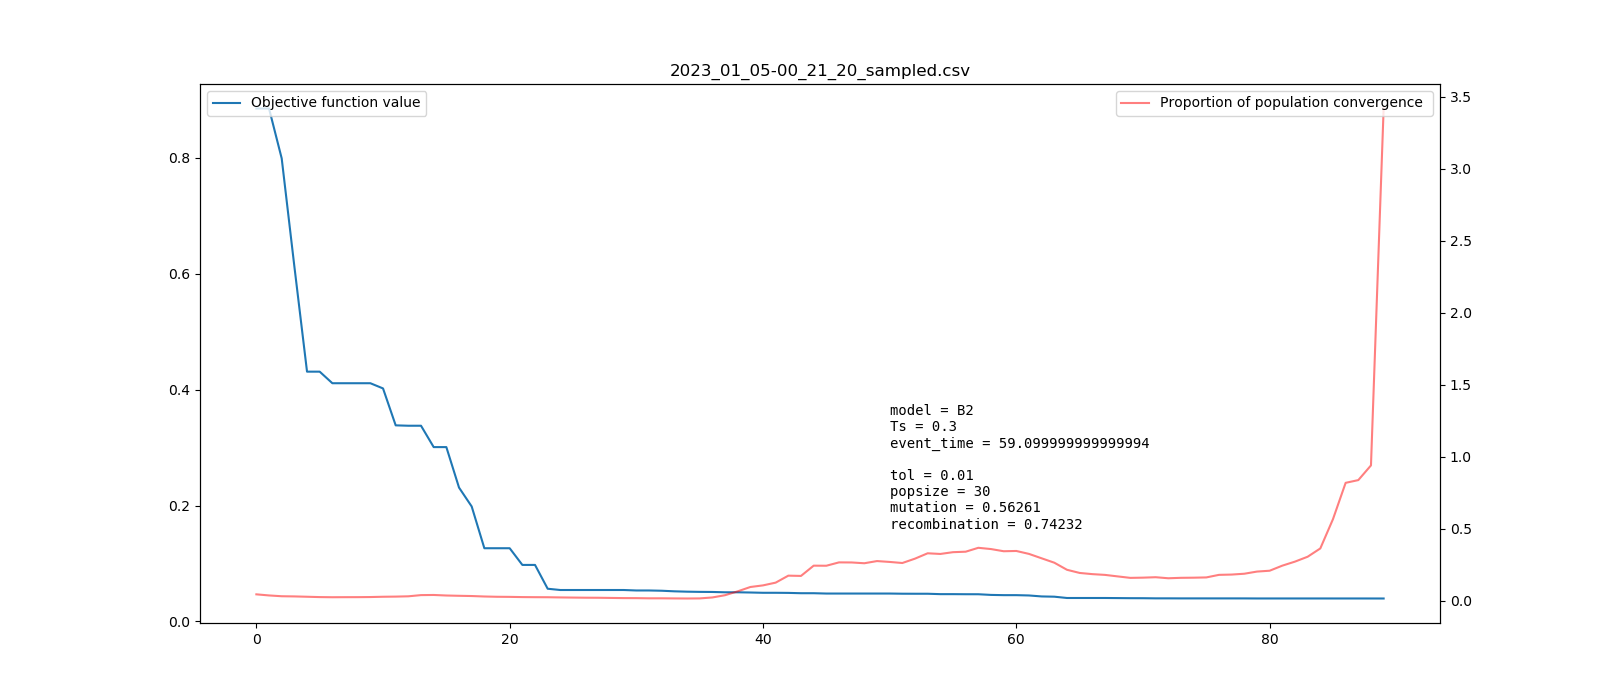 2023_01_05-00_21_20_sampled.csv
Objective function value
Proportion of population convergence
0.8
0.6
0.4
0.2
0.0
3.5
3.0
2.5
2.0
1.5
1.0
0.5
0.0
model = B2
Ts = 0.3
event_time = 59.099999999999994
tol = 0.01
popsize = 30
mutation = 0.56261
recombination = 0.74232
0 20 40 60 80